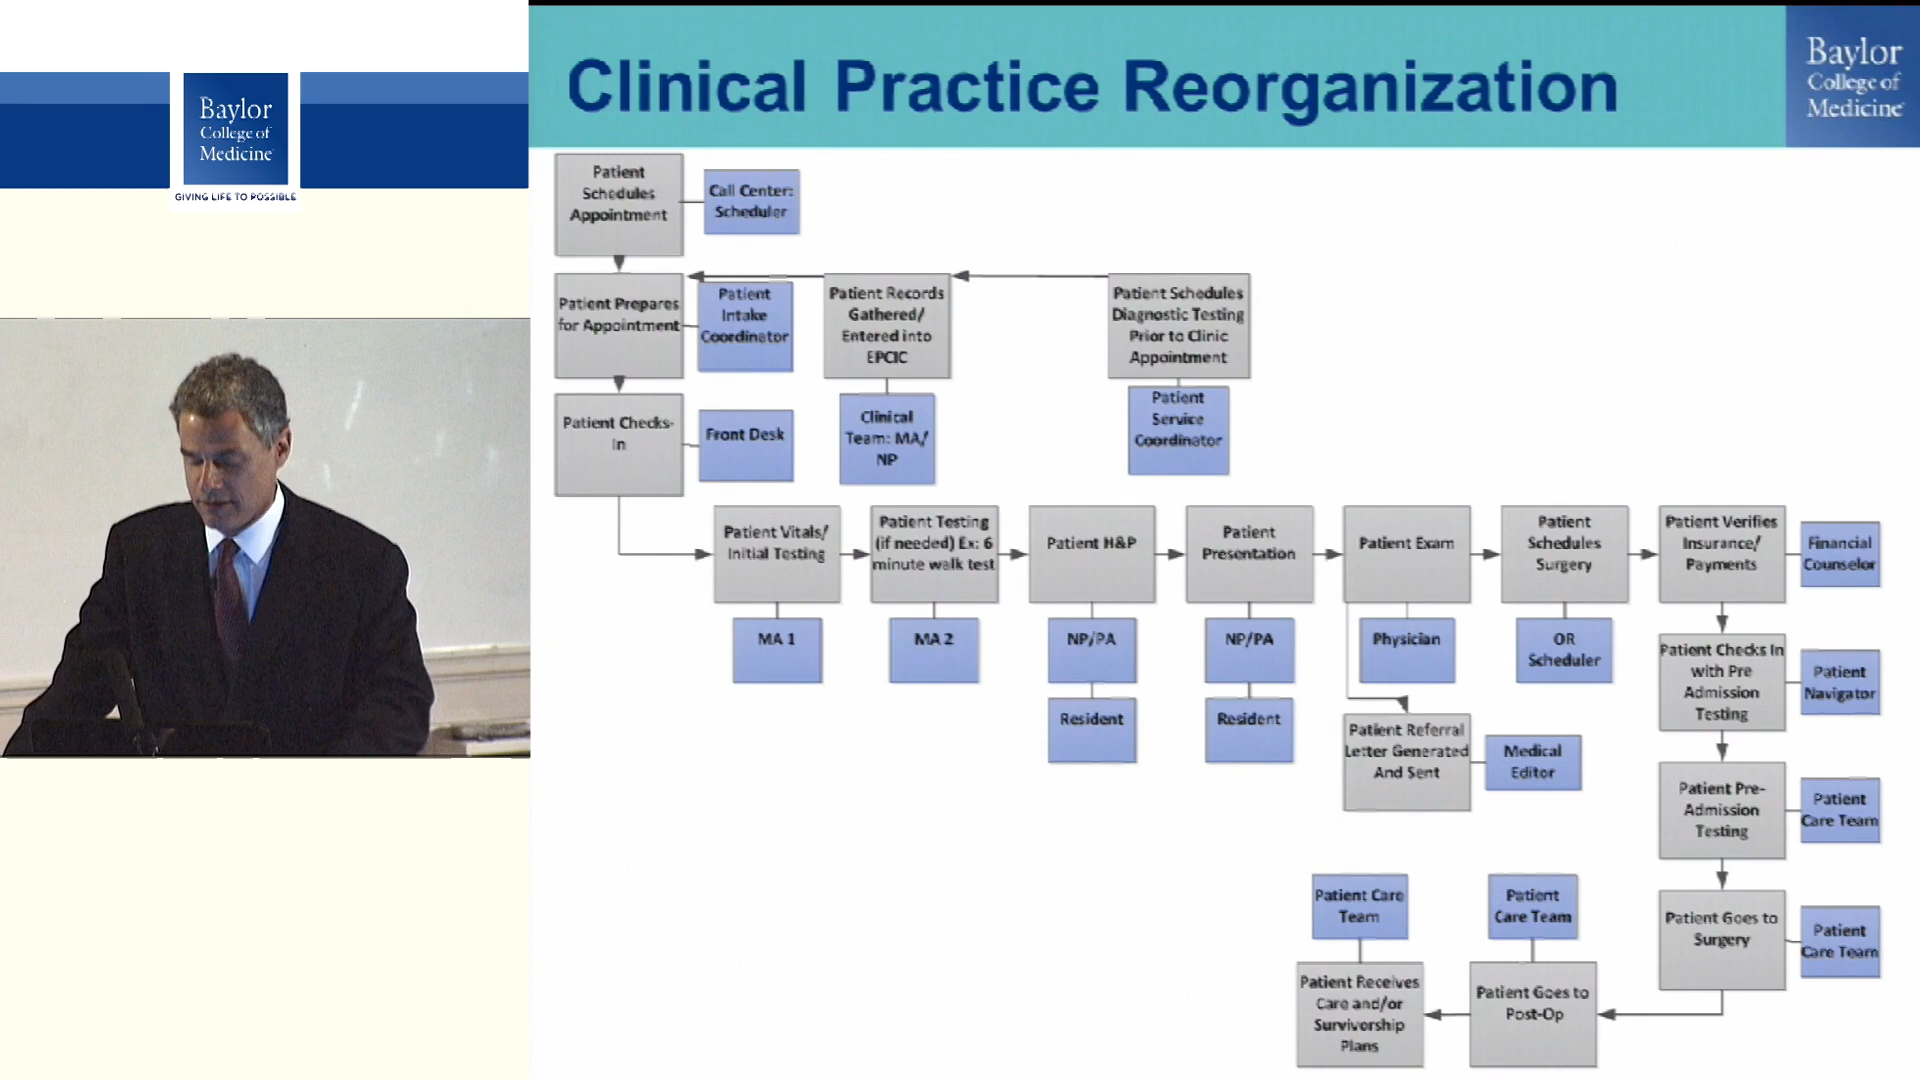 Baylor
College of
Medicine
GIVING LIFE TO POSSIBLE
Clinical Practice Reorganization
Baylor
College of
Medicine
Patient
Schedules
Appointment
Call Center:
Scheduler
Patient Prepares
for Appointment
Patient
Intake
Coordinator
Patient Records
Gathered/
Entered into
EPCIC
Patient Schedules
Diagnostic Testing
Prior to Clinic
Appointment
Patient Checks-
In
Front Desk
Clinical
Team: MA/
NP
Patient
Service
Coordinator
Patient Vitals/
Initial Testing
Patient Testing
(if needed) Ex: 6
minute walk test
Patient H&P
Patient
Presentation
Patient Exam
Patient
Schedules
Surgery
Patient Verifies
Insurance/
Payments
Financial
Counselor
MA 1
MA 2
NP/PA
NP/PA
Physician
OR
Scheduler
Resident
Resident
Patient Checks In
with Pre
Admission
Testing
Patient
Navigator
Patient Referral
Letter Generated
And Sent
Medical
Editor
Patient Pre-
Admission
Testing
Patient
Care Team
Patient Goes to
Surgery
Patient
Care Team
Patient Care
Team
Patient
Care Team
Patient Receives
Care and/or
Survivorship
Plans
Patient Goes to
Post-Op